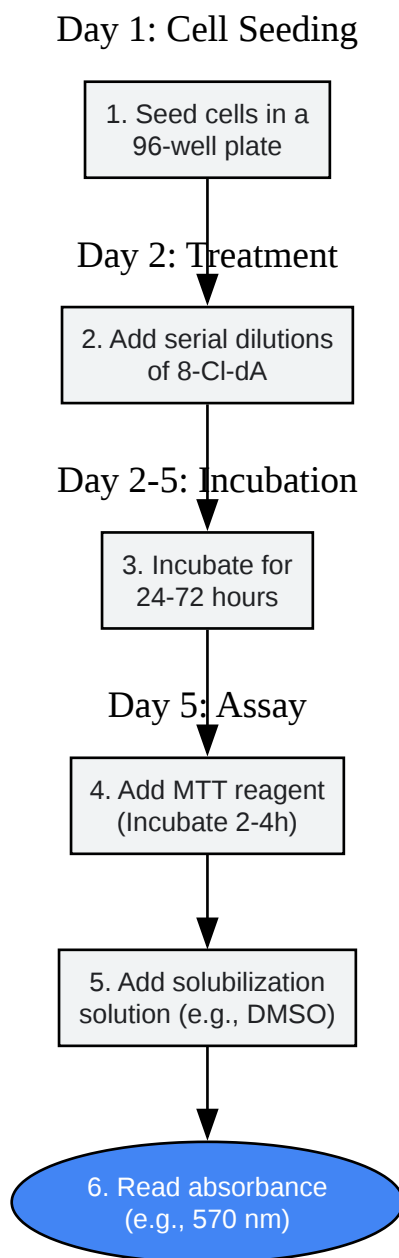 Day 1: Cell Seeding
1. Seed cells in a
96-well plate
Day 2: Treatment
2. Add serial dilutions
of 8-Cl-dA
Day 2-5: Incubation
3. Incubate for
24-72 hours
Day 5: Assay
4. Add MTT reagent
(Incubate 2-4h)
5. Add solubilization
solution (e.g., DMSO)
6. Read absorbance
(e.g., 570 nm)